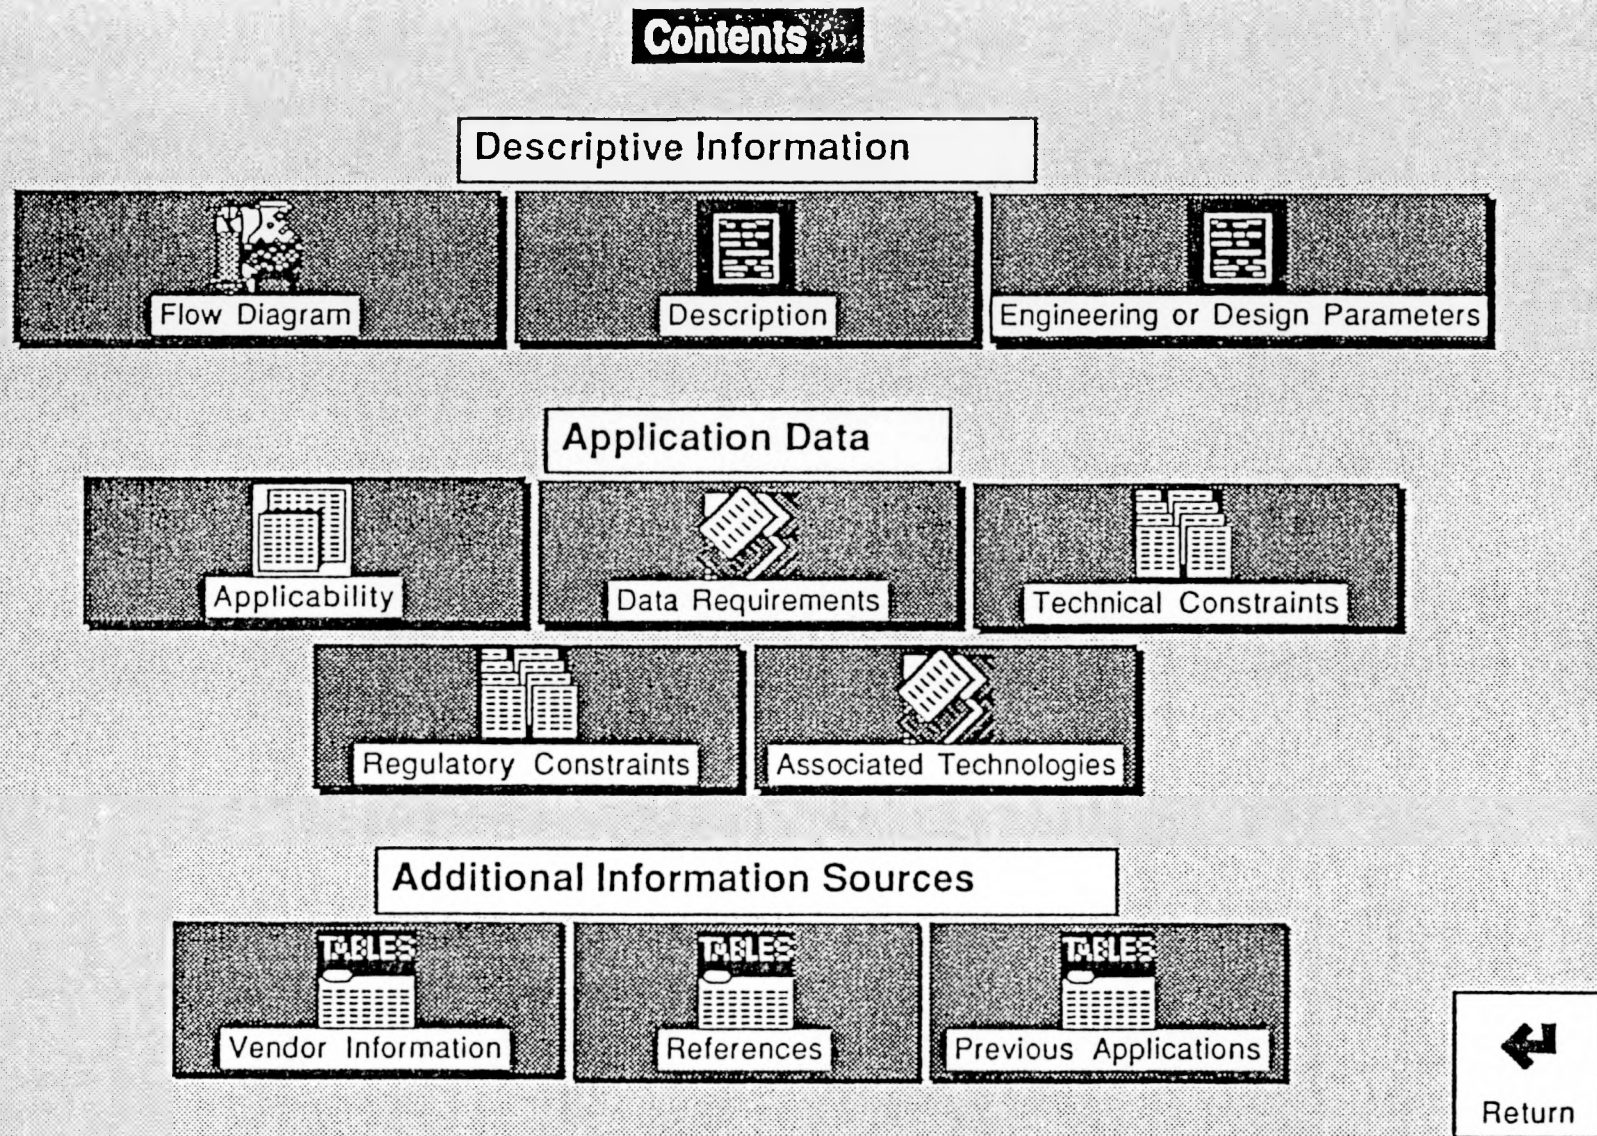 Contents
Descriptive Information
Flow Diagram
Description
Engineering or Design Parameters
Application Data
Applicability
Data Requirements
Technical Constraints
Regulatory Constraints
Associated Technologies
Additional Information Sources
TABLES
TABLES
TABLES
Vendor Information
References
Previous Applications
Return